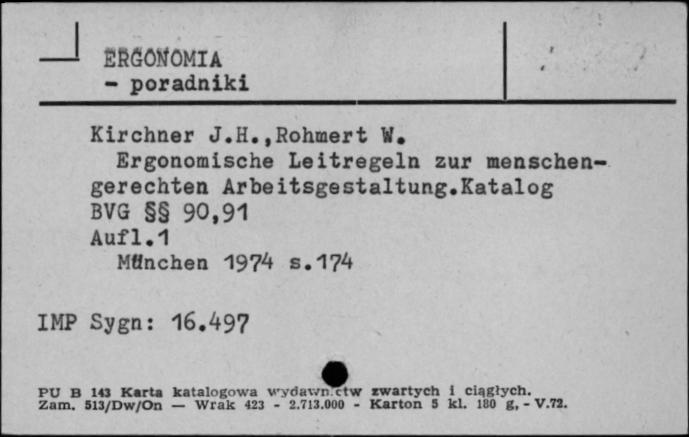 ERGONOMIA
- poradniki
Kirchner J.H.,Rohmert W.
Ergonomische Leitregeln zur menschen-
gerechten Arbeitsgestaltung.Katalog
BVG §§ 90,91
Aufl.1
München 1974 s.174
IMP Sygn: 16.497
PU B 143 Karta katalogowa wydawnictw zwartych i ciągłych.
Zam. 513/Dw/On — Wrak 423 - 2.713.000 - Karton 5 kl. 180 g, - V.72.